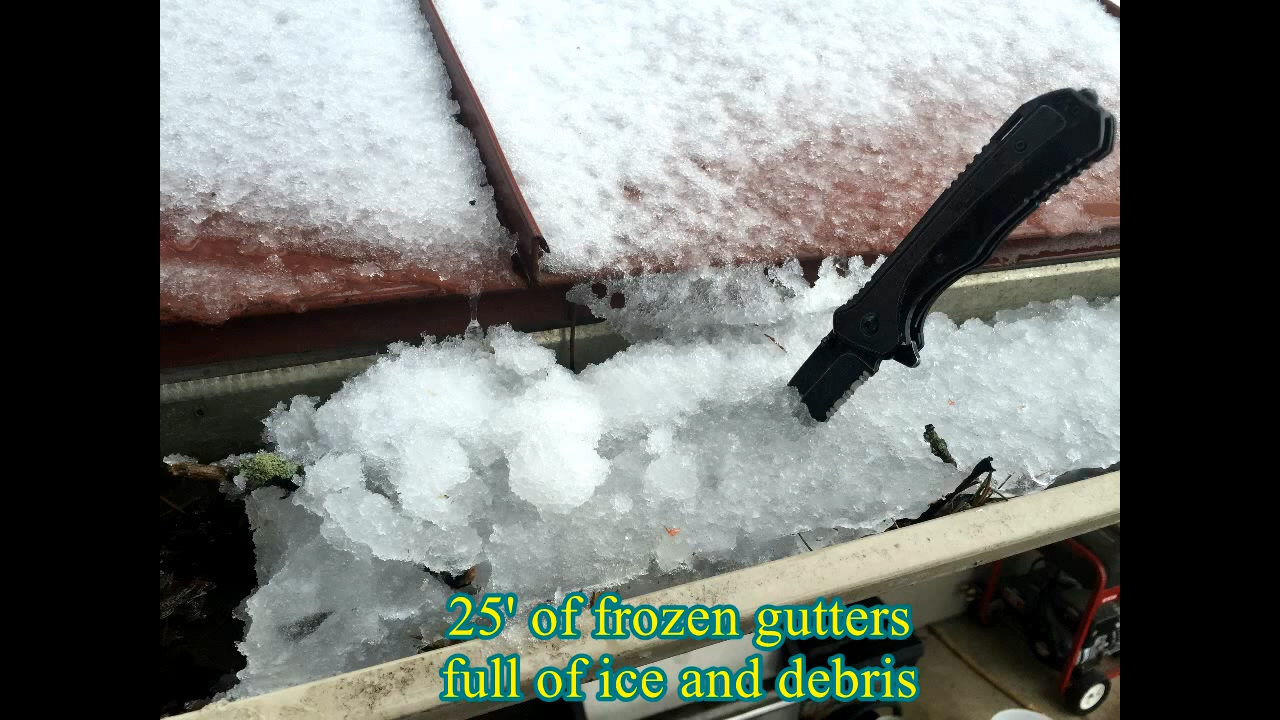 25' of frozen gutters
full of ice and debris